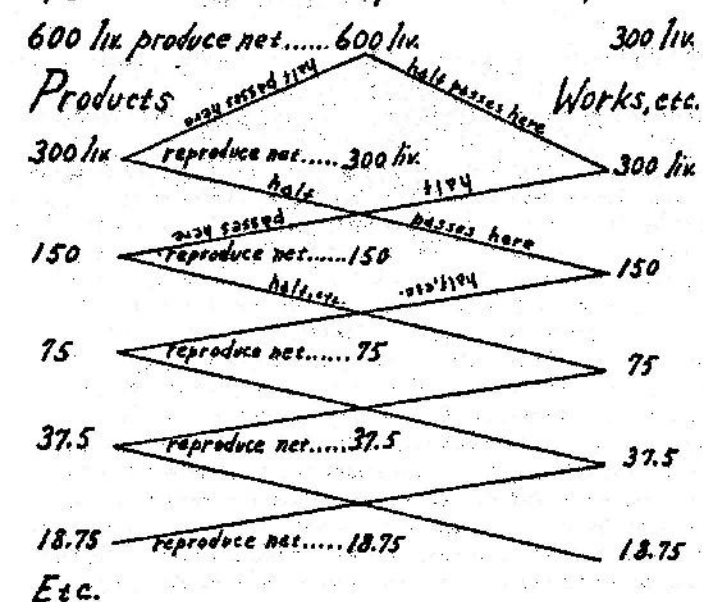 600 liv. produce net...... 600 liv. 300 liv.
Products Works, etc.
half passes here half passes here
300 liv. reproduce net..... 300 liv. 300 liv.
half half
passes here passes here
150 reproduce net......150 150
half, etc. half, etc.
75 reproduce net...... 75 75
37.5 reproduce net.....37.5 37.5
18.75 reproduce net.....18.75 18.75
Etc.